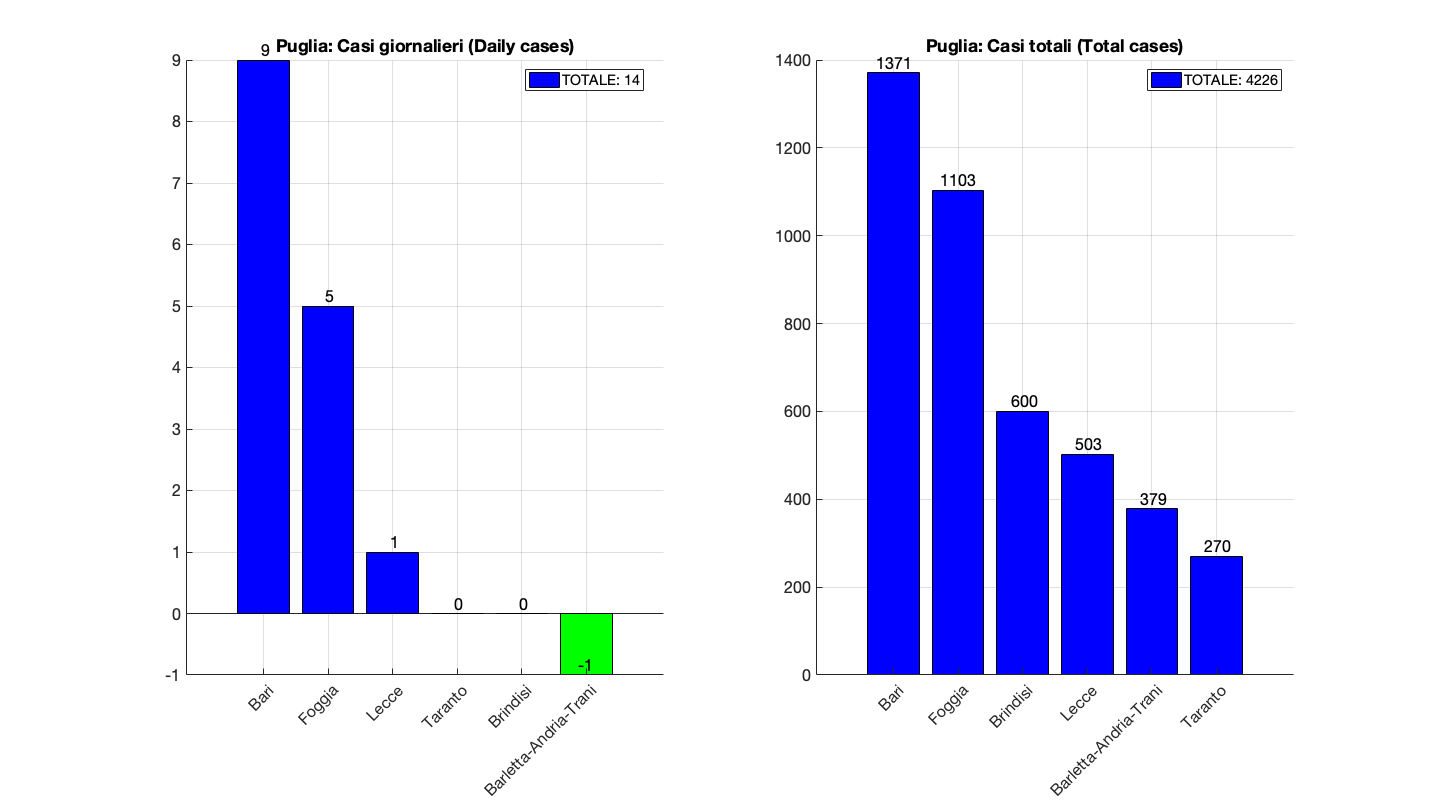 Puglia: Casi giornalieri (Daily cases)
TOTALE: 14
9
8
7
6
5
4
3
2
1
0
-1
9
5
1
0
0
-1
Bari
Foggia
Lecce
Taranto
Brindisi
Barletta-Andria-Trani
Puglia: Casi totali (Total cases)
TOTALE: 4226
1400
1200
1000
800
600
400
200
0
1371
1103
600
503
379
270
Bari
Foggia
Brindisi
Lecce
Barletta-Andria-Trani
Taranto